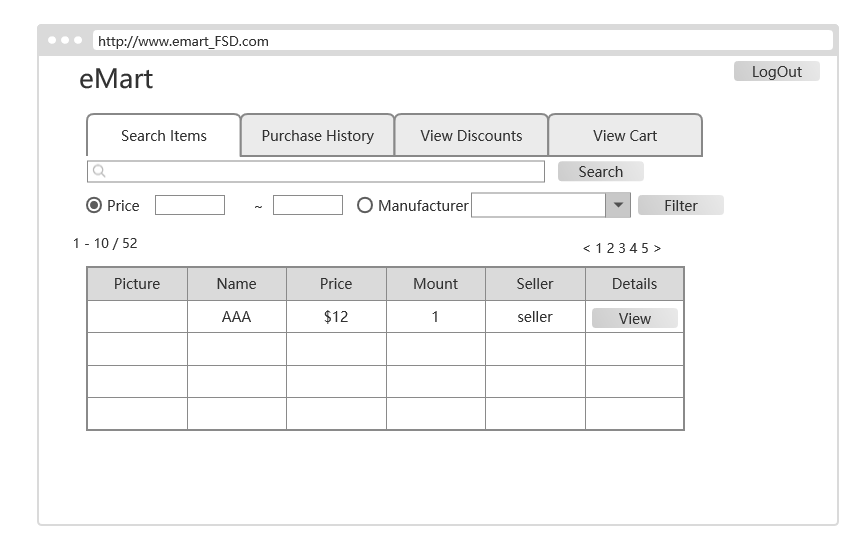 http://www.emart_FSD.com
eMart
LogOut
Search Items Purchase History View Discounts View Cart
Search
Price ~ Manufacturer Filter
1 - 10 / 52
< 1 2 3 4 5 >
Picture Name Price Mount Seller Details
AAA $12 1 seller View